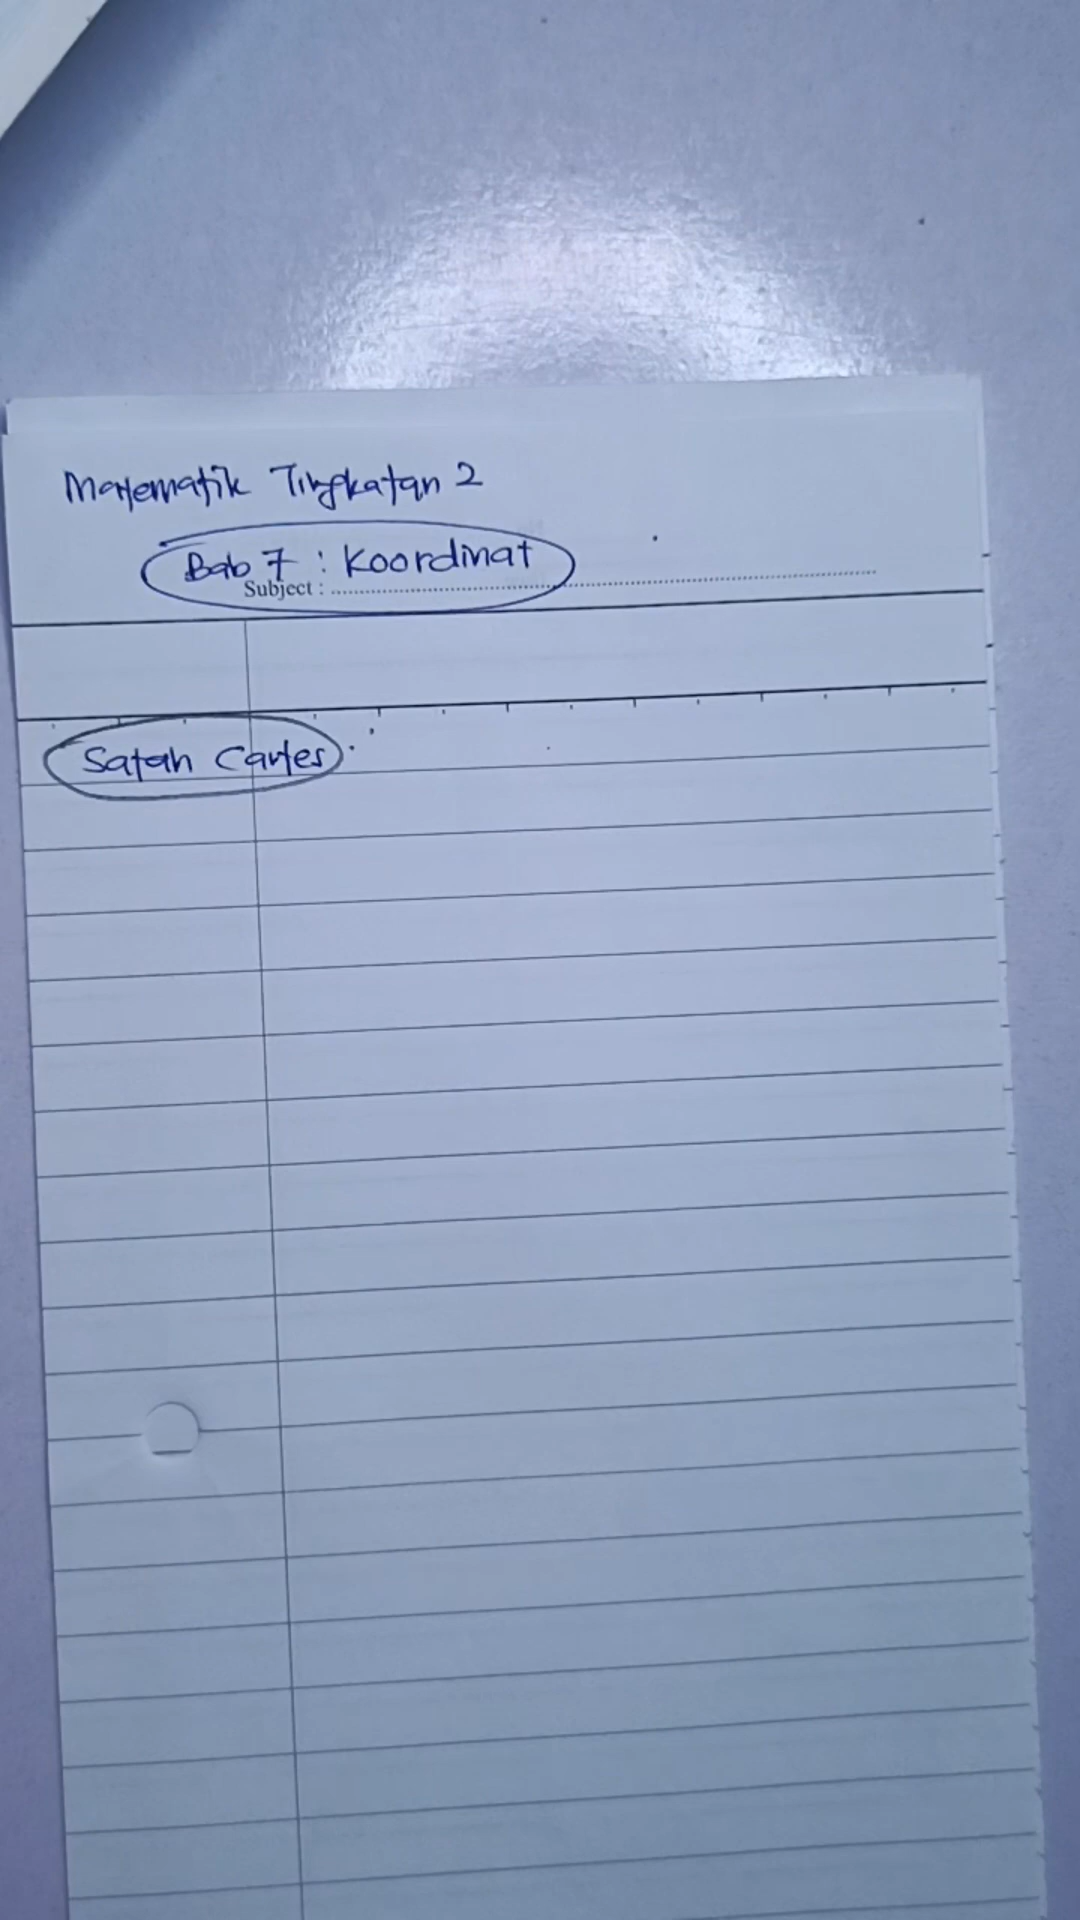 Matematik Tingkatan 2
Bab 7 : Koordinat
Subject :
Satah Cartes